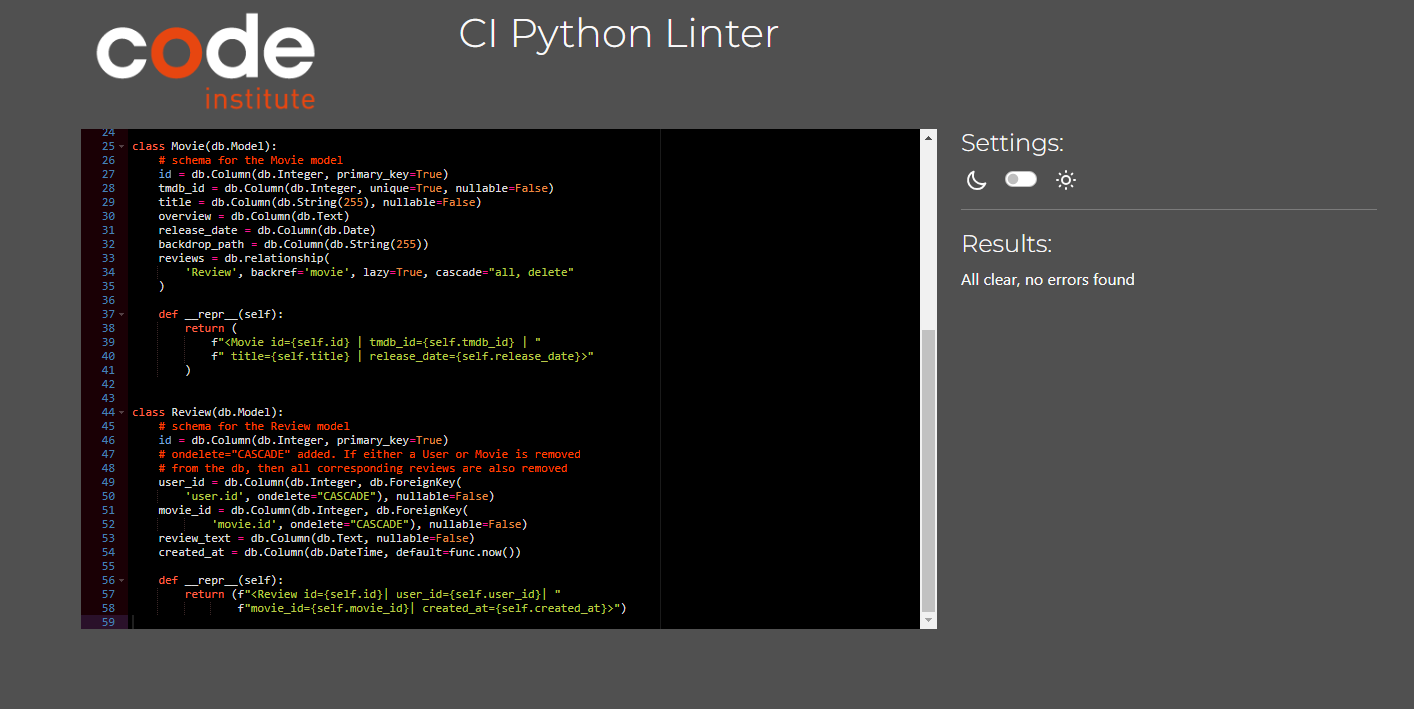 code
institute
CI Python Linter
24
25 class Movie(db.Model):
26     # schema for the Movie model
27     id = db.Column(db.Integer, primary_key=True)
28     tmdb_id = db.Column(db.Integer, unique=True, nullable=False)
29     title = db.Column(db.String(255), nullable=False)
30     overview = db.Column(db.Text)
31     release_date = db.Column(db.Date)
32     backdrop_path = db.Column(db.String(255))
33     reviews = db.relationship(
34         'Review', backref='movie', lazy=True, cascade="all, delete"
35     )
36
37     def __repr__(self):
38         return (
39             f"<Movie id={self.id} | tmdb_id={self.tmdb_id} | "
40             f" title={self.title} | release_date={self.release_date}>"
41         )
42
43
44 class Review(db.Model):
45     # schema for the Review model
46     id = db.Column(db.Integer, primary_key=True)
47     # ondelete="CASCADE" added. If either a User or Movie is removed
48     # from the db, then all corresponding reviews are also removed
49     user_id = db.Column(db.Integer, db.ForeignKey(
50         'user.id', ondelete="CASCADE"), nullable=False)
51     movie_id = db.Column(db.Integer, db.ForeignKey(
52             'movie.id', ondelete="CASCADE"), nullable=False)
53     review_text = db.Column(db.Text, nullable=False)
54     created_at = db.Column(db.DateTime, default=func.now())
55
56     def __repr__(self):
57         return (f"<Review id={self.id}| user_id={self.user_id}| "
58                 f"movie_id={self.movie_id}| created_at={self.created_at}>")
59
Settings:
Results:
All clear, no errors found